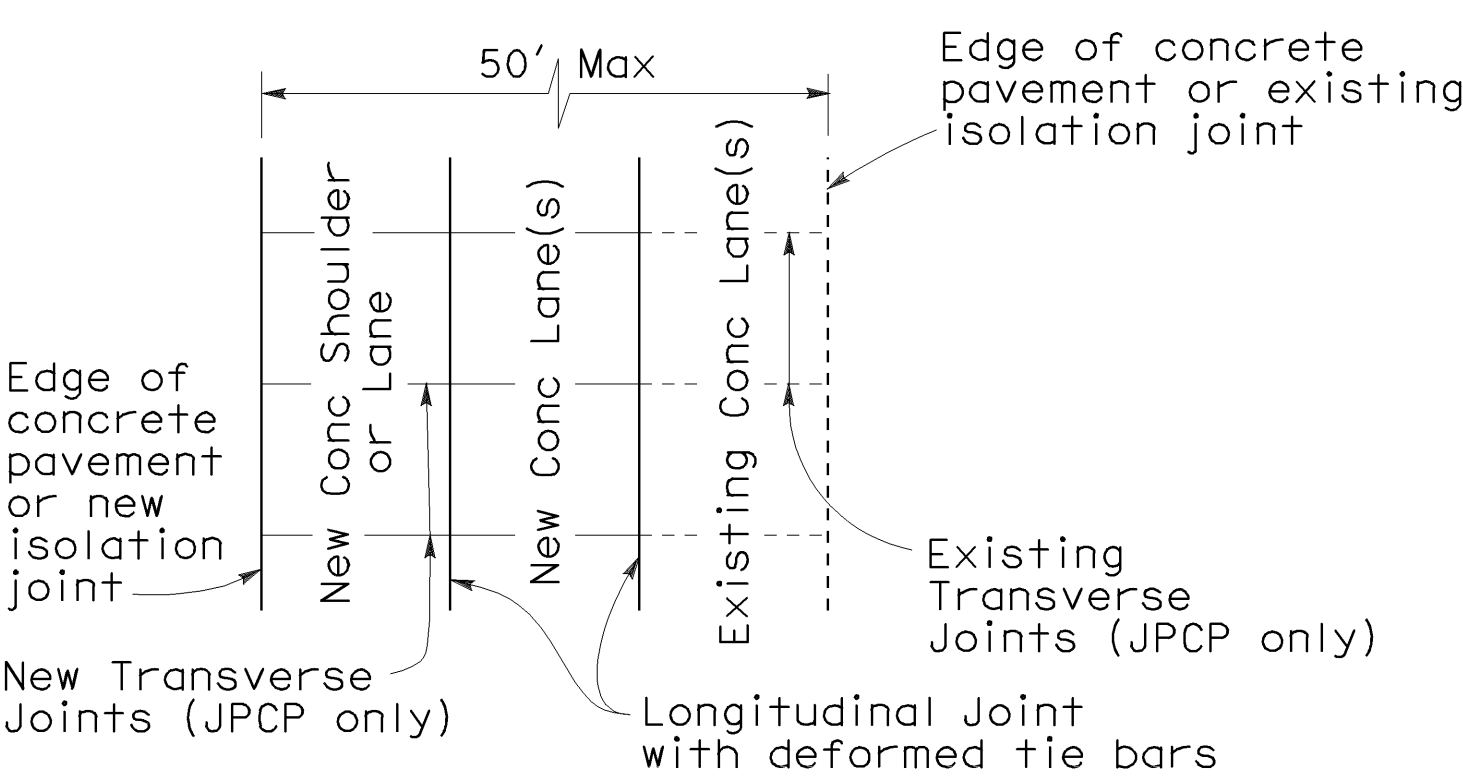 50' Max
Edge of concrete
pavement or existing
isolation joint
New Conc Shoulder
or Lane
New Conc Lane(s)
Existing Conc Lane(s)
Edge of
concrete
pavement
or new
isolation
joint
Existing
Transverse
Joints (JPCP only)
New Transverse
Joints (JPCP only)
Longitudinal Joint
with deformed tie bars